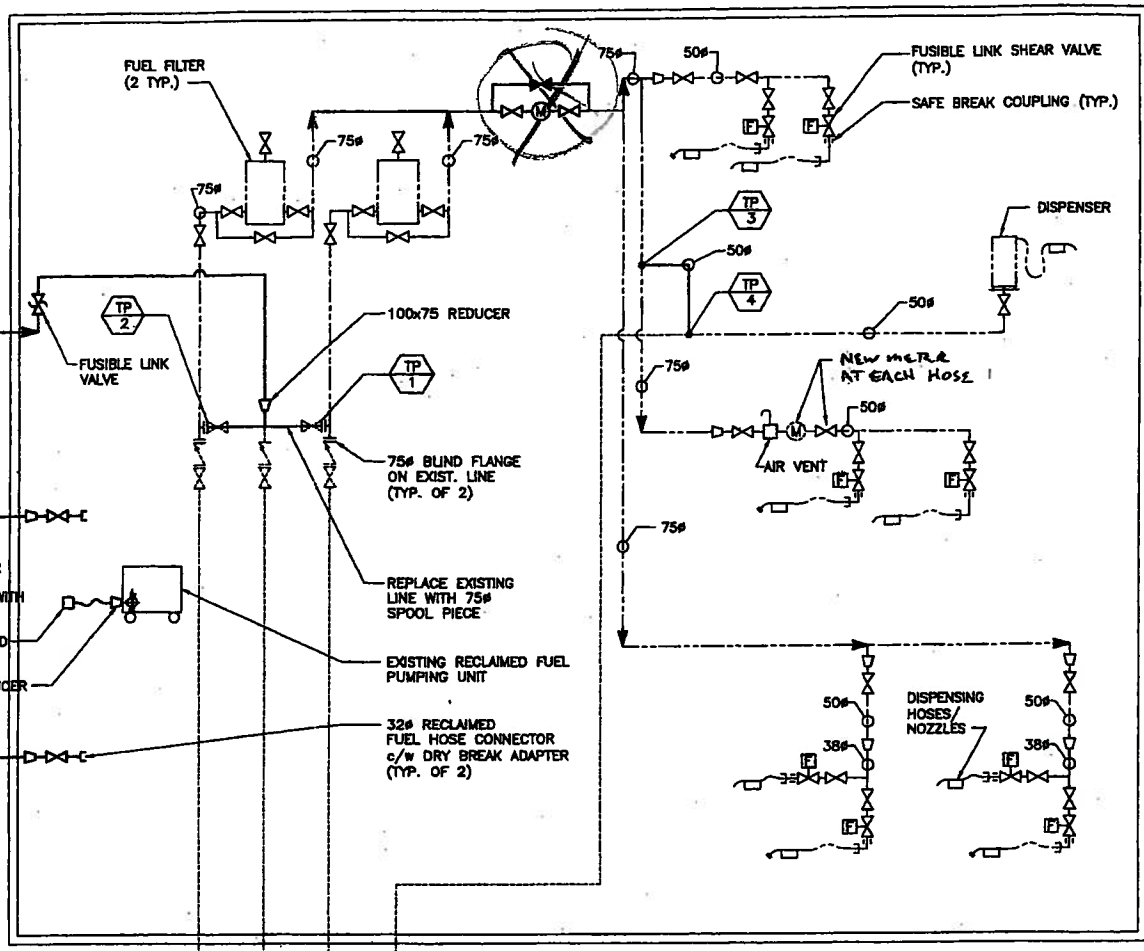 FUEL FILTER
(2 TYP.)
75ø
50ø
FUSIBLE LINK SHEAR VALVE
(TYP.)
SAFE BREAK COUPLING (TYP.)
M
F
F
75ø
75ø
75ø
TP
3
50ø
DISPENSER
TP
4
50ø
TP
2
100x75 REDUCER
FUSIBLE LINK
VALVE
TP
1
75ø
NEW METER
AT EACH HOSE
50ø
M
AIR VENT
75ø BLIND FLANGE
ON EXIST. LINE
(TYP. OF 2)
F
F
75ø
REPLACE EXISTING
LINE WITH 75ø
SPOOL PIECE
WITH
D
EXISTING RECLAIMED FUEL
PUMPING UNIT
CER
32ø RECLAIMED
FUEL HOSE CONNECTOR
c/w DRY BREAK ADAPTER
(TYP. OF 2)
50ø
DISPENSING
HOSES/
NOZZLES
50ø
38ø
38ø
F
F
F
F